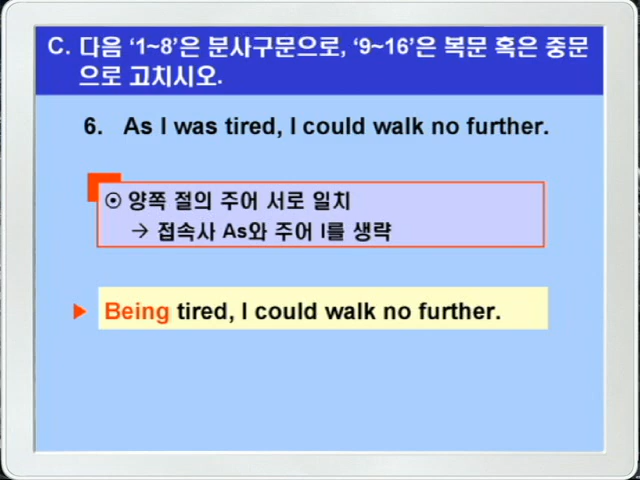 C. 다음 ‘1~8’은 분사구문으로, ‘9~16’은 복문 혹은 중문
으로 고치시오.
6. As I was tired, I could walk no further.
⊙ 양쪽 절의 주어 서로 일치
→ 접속사 As와 주어 I를 생략
▶ Being tired, I could walk no further.